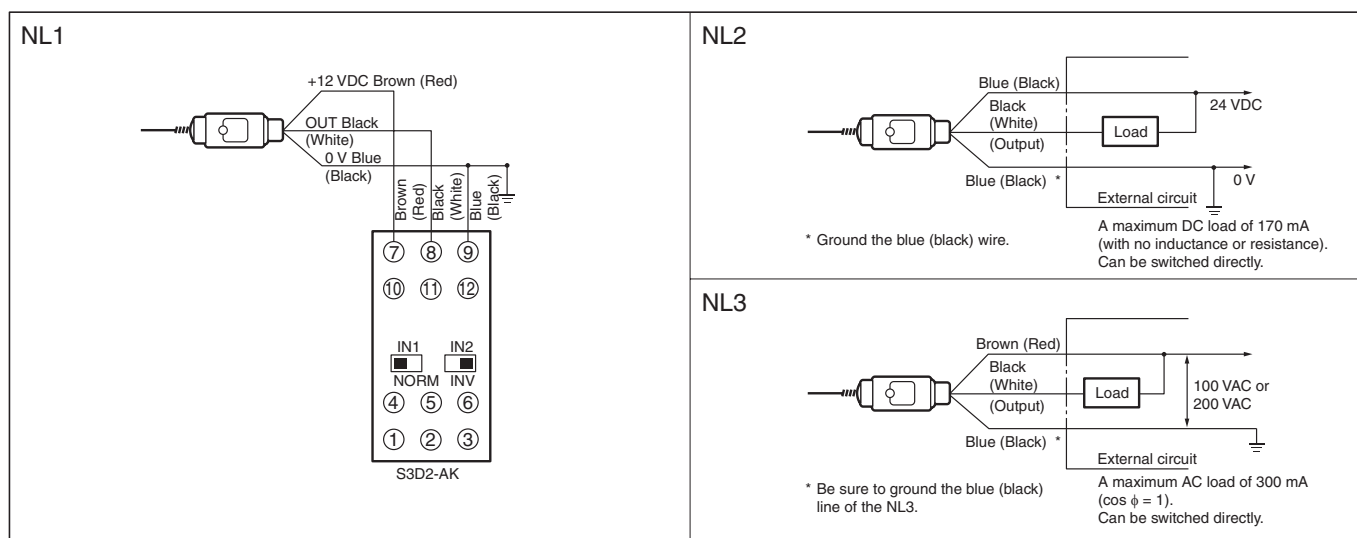 NL1
+12 VDC Brown (Red)
OUT Black
(White)
0 V Blue
(Black)
Brown
(Red)
Black
(White)
Blue
(Black)
7 8 9
10 11 12
IN1 IN2
NORM INV
4 5 6
1 2 3
S3D2-AK
NL2
Blue (Black)
Black
(White)
(Output)
Blue (Black) *
Load
24 VDC
0 V
External circuit
* Ground the blue (black) wire.
A maximum DC load of 170 mA
(with no inductance or resistance).
Can be switched directly.
NL3
Brown (Red)
Black
(White)
(Output)
Blue (Black) *
Load
100 VAC or
200 VAC
External circuit
* Be sure to ground the blue (black)
line of the NL3.
A maximum AC load of 300 mA
(cos ϕ = 1).
Can be switched directly.